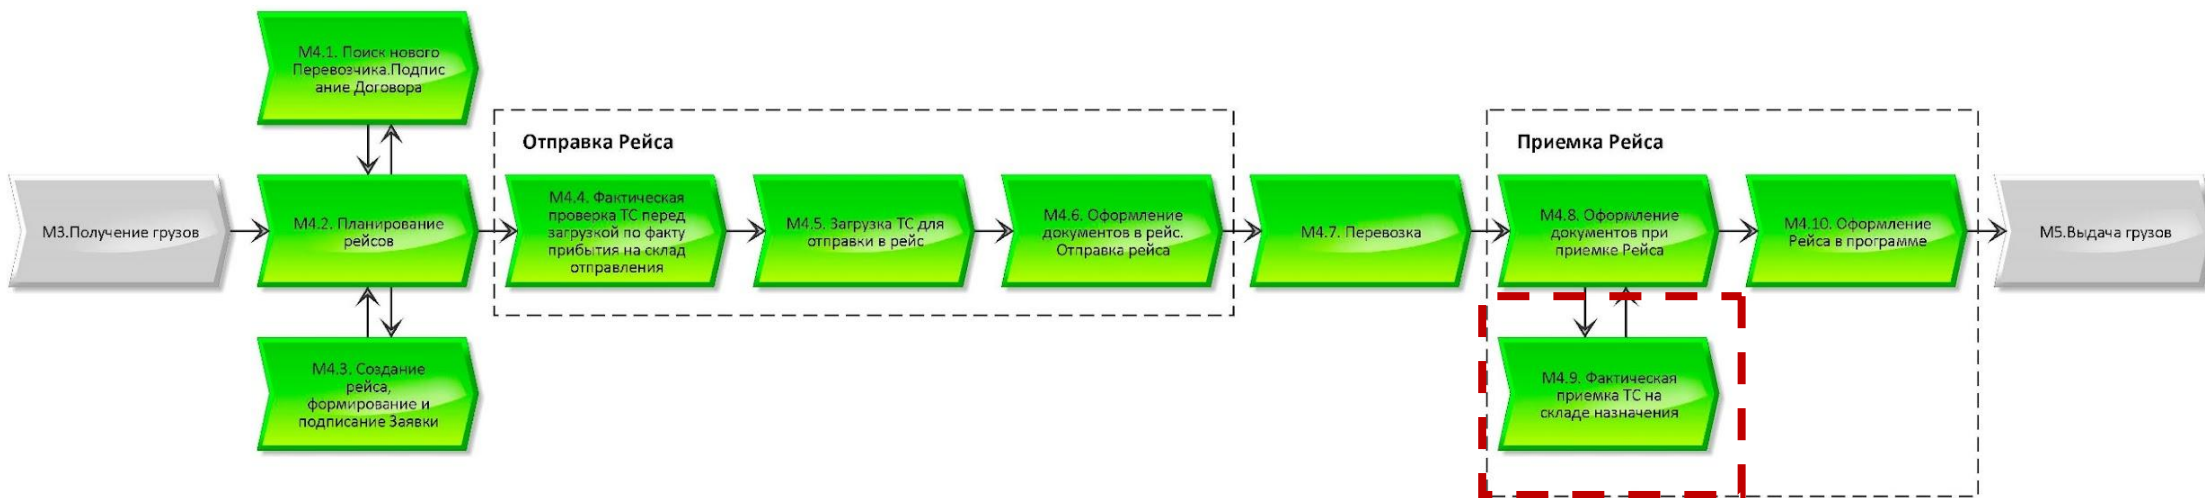 М4.1. Поиск нового
Перевозчика.Подпис
ание Договора
Отправка Рейса
Приемка Рейса
М3.Получение грузов
М4.2. Планирование
рейсов
М4.4. Фактическая
проверка ТС перед
загрузкой по факту
прибытия на склад
отправления
М4.5. Загрузка ТС для
отправки в рейс
М4.6. Оформление
документов в рейс.
Отправка рейса
М4.7. Перевозка
М4.8. Оформление
документов при
приемке Рейса
М4.10. Оформление
Рейса в программе
М5.Выдача грузов
М4.3. Создание
рейса,
формирование и
подписание Заявки
М4.9. Фактическая
приемка ТС на
складе назначения